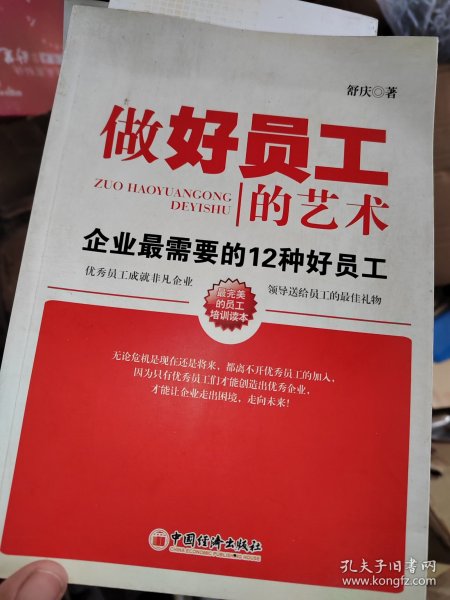 舒庆◎著
做好员工
ZUO HAOYUANGONG
DEYISHU
的艺术
企业最需要的12种好员工
优秀员工成就非凡企业
领导送给员工的最佳礼物
最完美
的员工
培训读本
无论危机是现在还是将来，都离不开优秀员工的加入，
因为只有优秀员工们才能创造出优秀企业，
才能让企业走出困境，走向未来！
中国经济出版社
CHINA ECONOMIC PUBLISHING HOUSE
孔夫子旧书网
www.kongfz.com